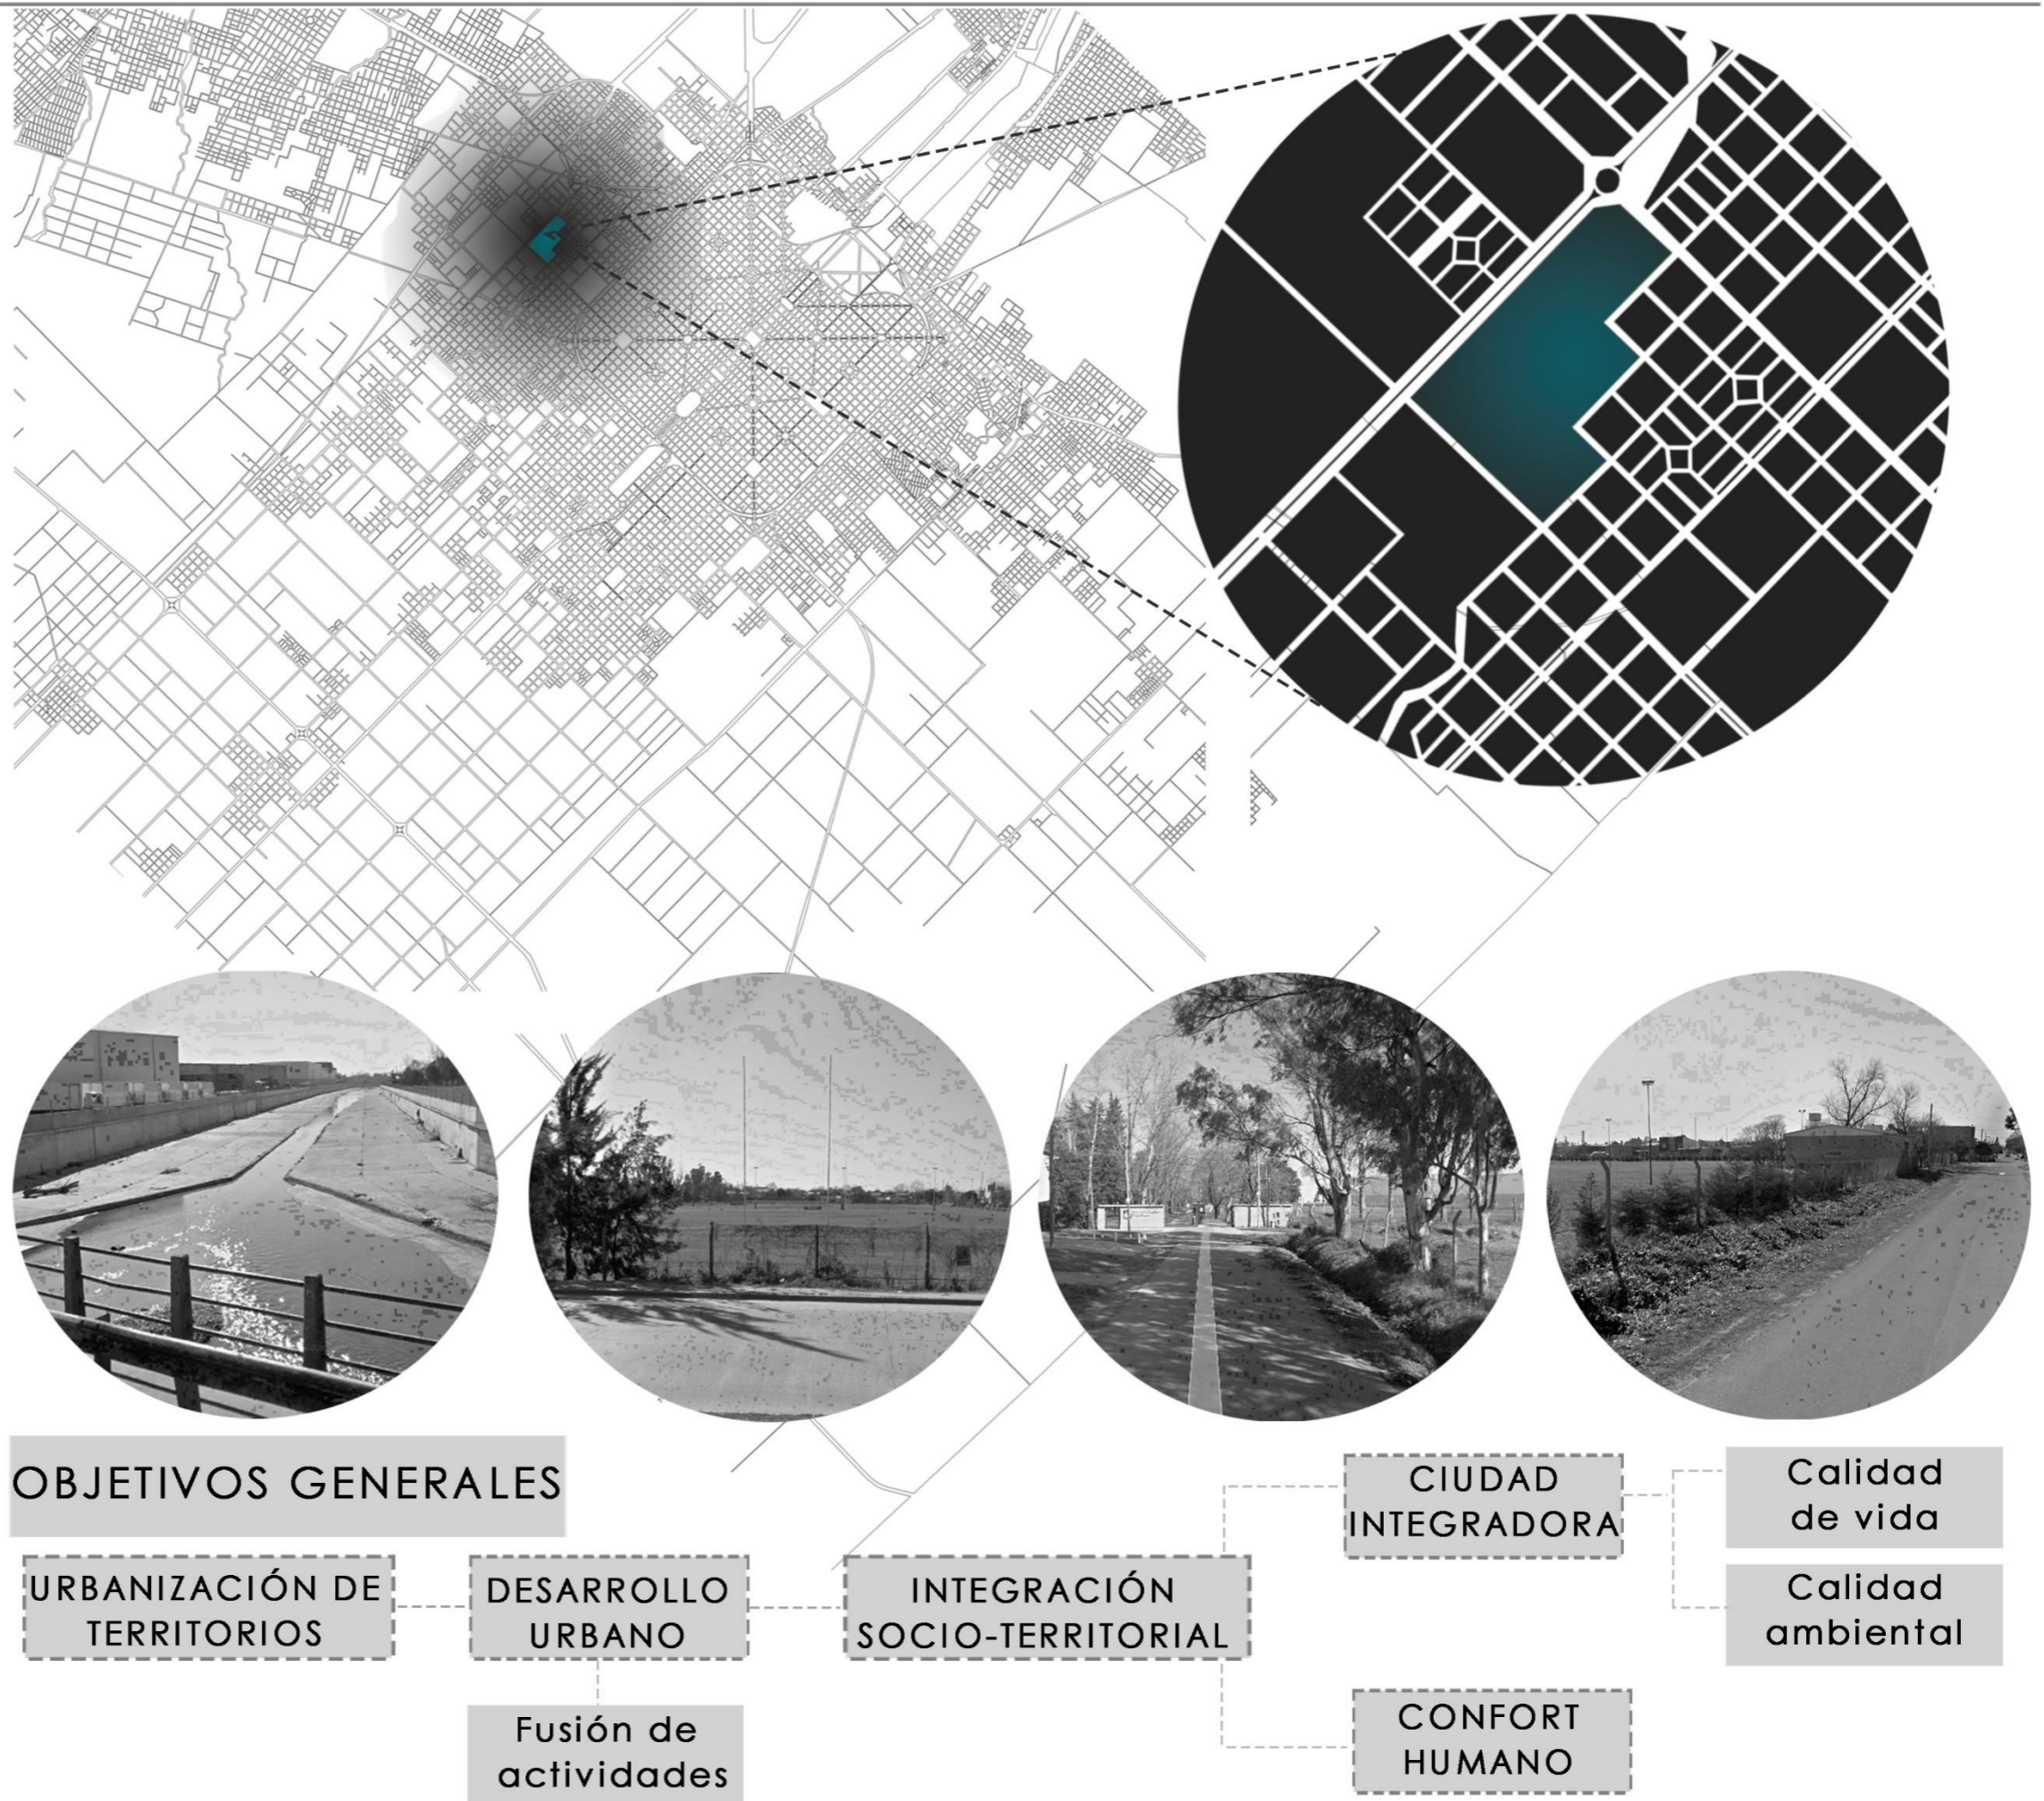 OBJETIVOS GENERALES
URBANIZACIÓN DE
TERRITORIOS
DESARROLLO
URBANO
Fusión de
actividades
INTEGRACIÓN
SOCIO-TERRITORIAL
CIUDAD
INTEGRADORA
Calidad
de vida
Calidad
ambiental
CONFORT
HUMANO